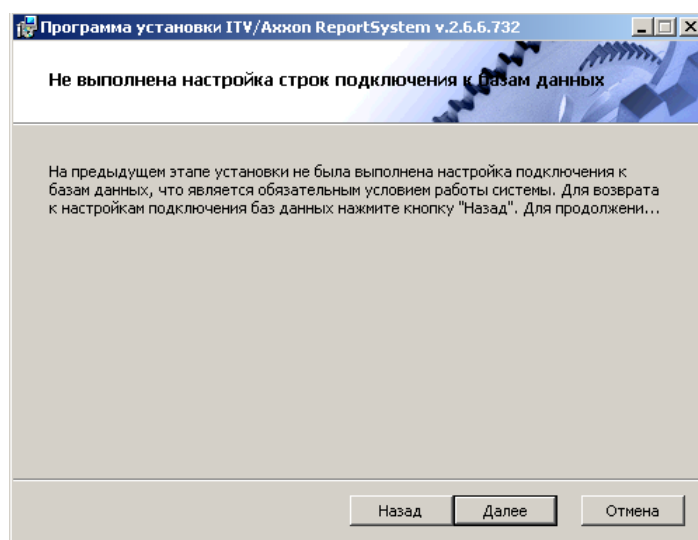 Программа установки ITV/Axxon ReportSystem v.2.6.6.732
Не выполнена настройка строк подключения к базам данных
На предыдущем этапе установки не была выполнена настройка подключения к
базам данных, что является обязательным условием работы системы. Для возврата
к настройкам подключения баз данных нажмите кнопку "Назад". Для продолжени...
Назад
Далее
Отмена